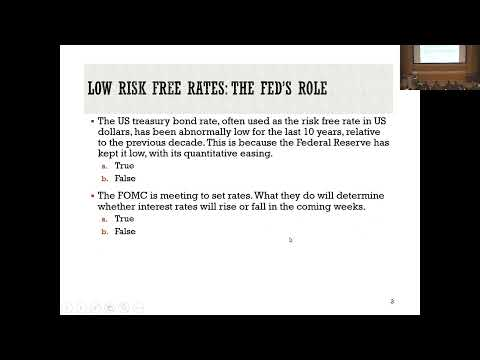 LOW RISK FREE RATES: THE FED'S ROLE
▪ The US treasury bond rate, often used as the risk free rate in US
dollars, has been abnormally low for the last 10 years, relative
to the previous decade. This is because the Federal Reserve has
kept it low, with its quantitative easing.
a. True
b. False
▪ The FOMC is meeting to set rates. What they do will determine
whether interest rates will rise or fall in the coming weeks.
a. True
b. False
3